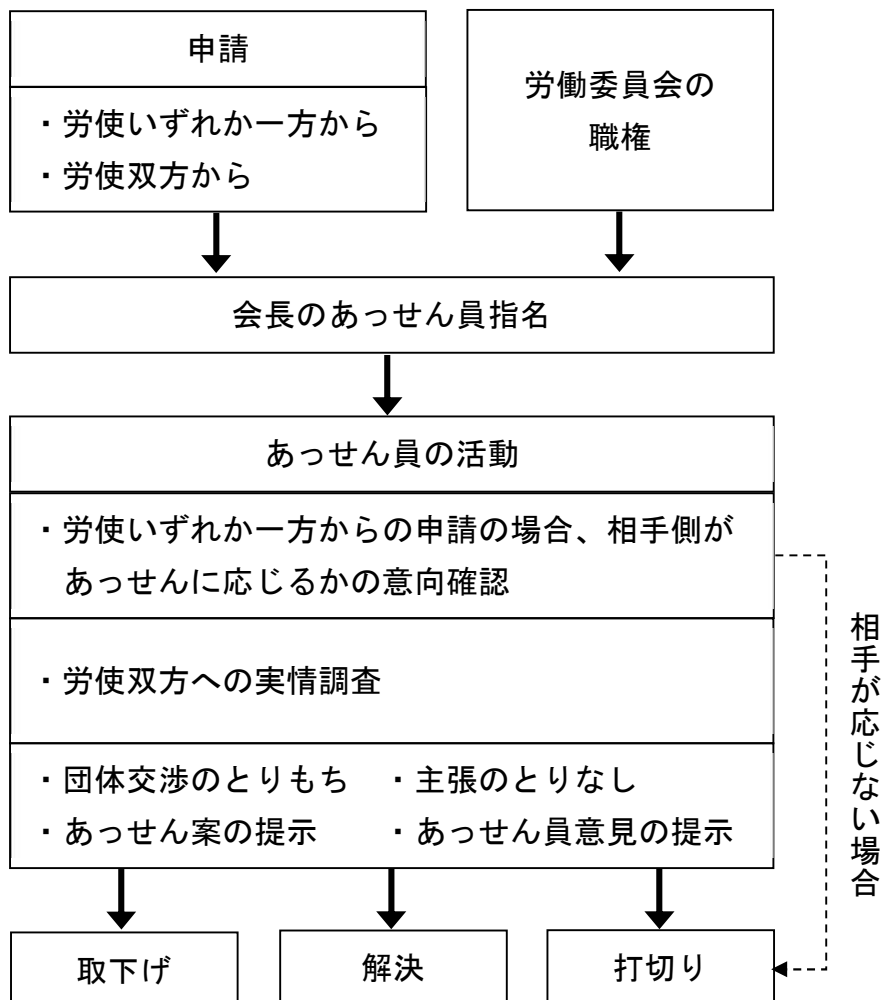 申請
・労使いずれか一方から
・労使双方から
労働委員会の
職権
会長のあっせん員指名
あっせん員の活動
・労使いずれか一方からの申請の場合、相手側が
あっせんに応じるかの意向確認
・労使双方への実情調査
・団体交渉のとりもち ・主張のとりなし
・あっせん案の提示 ・あっせん員意見の提示
相手が応じない場合
取下げ
解決
打切り